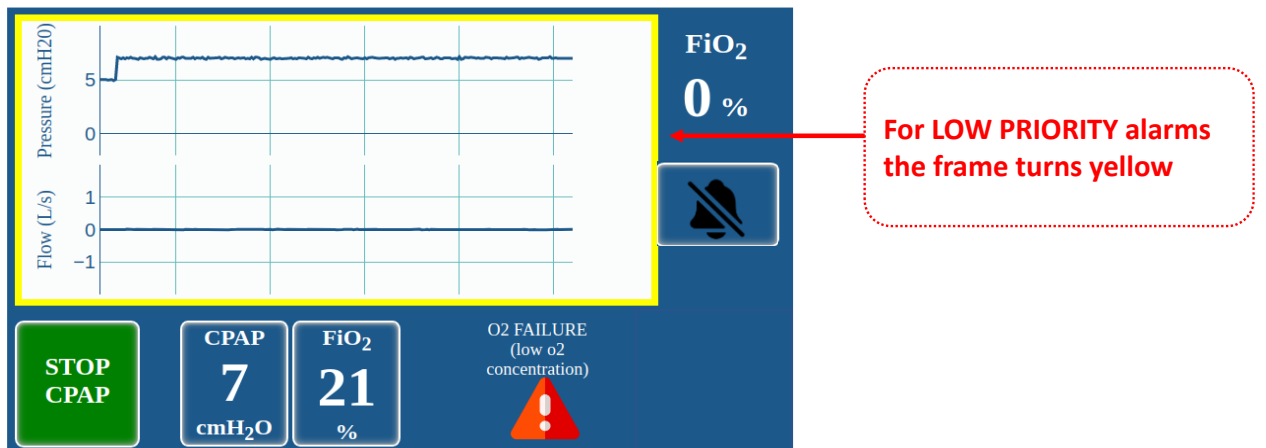 Pressure (cmH20)
5
0
Flow (L/s)
1
0
−1
FiO2
0 %
For LOW PRIORITY alarms
the frame turns yellow
STOP
CPAP
CPAP
7
cmH2O
FiO2
21
%
O2 FAILURE
(low o2
concentration)